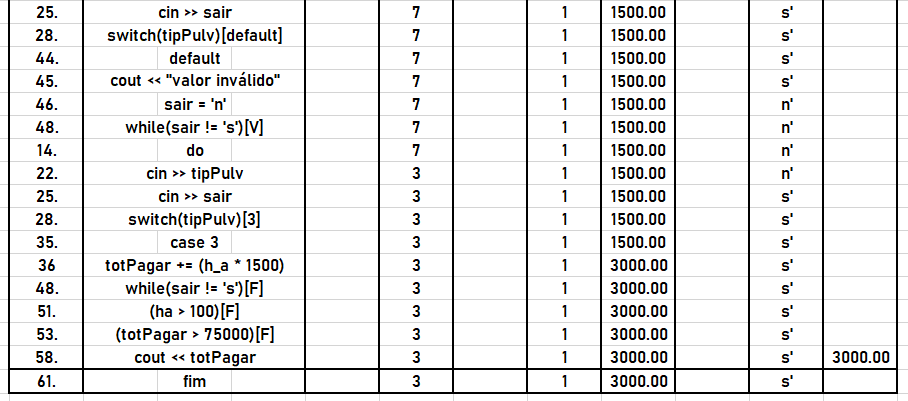 25. cin >> sair 7 1 1500.00 s'
28. switch(tipPulv)[default] 7 1 1500.00 s'
44. default 7 1 1500.00 s'
45. cout << "valor inválido" 7 1 1500.00 s'
46. sair = 'n' 7 1 1500.00 n'
48. while(sair != 's')[V] 7 1 1500.00 n'
14. do 7 1 1500.00 n'
22. cin >> tipPulv 3 1 1500.00 n'
25. cin >> sair 3 1 1500.00 s'
28. switch(tipPulv)[3] 3 1 1500.00 s'
35. case 3 3 1 1500.00 s'
36 totPagar += (h_a * 1500) 3 1 3000.00 s'
48. while(sair != 's')[F] 3 1 3000.00 s'
51. (ha > 100)[F] 3 1 3000.00 s'
53. (totPagar > 75000)[F] 3 1 3000.00 s'
58. cout << totPagar 3 1 3000.00 s' 3000.00
61. fim 3 1 3000.00 s'